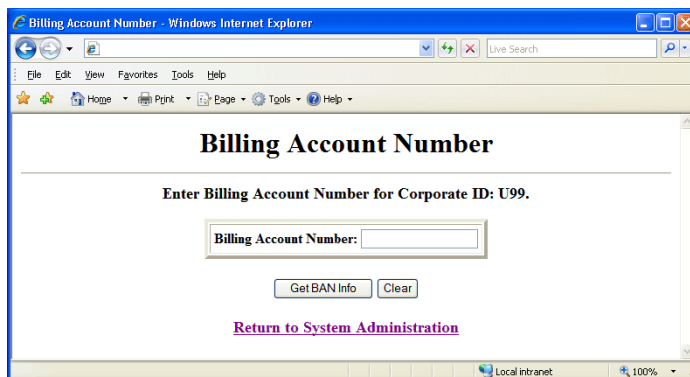 Billing Account Number - Windows Internet Explorer
Live Search
File Edit View Favorites Tools Help
Home Print Page Tools Help
Billing Account Number
Enter Billing Account Number for Corporate ID: U99.
Billing Account Number:
Get BAN Info Clear
Return to System Administration
Local intranet 100%